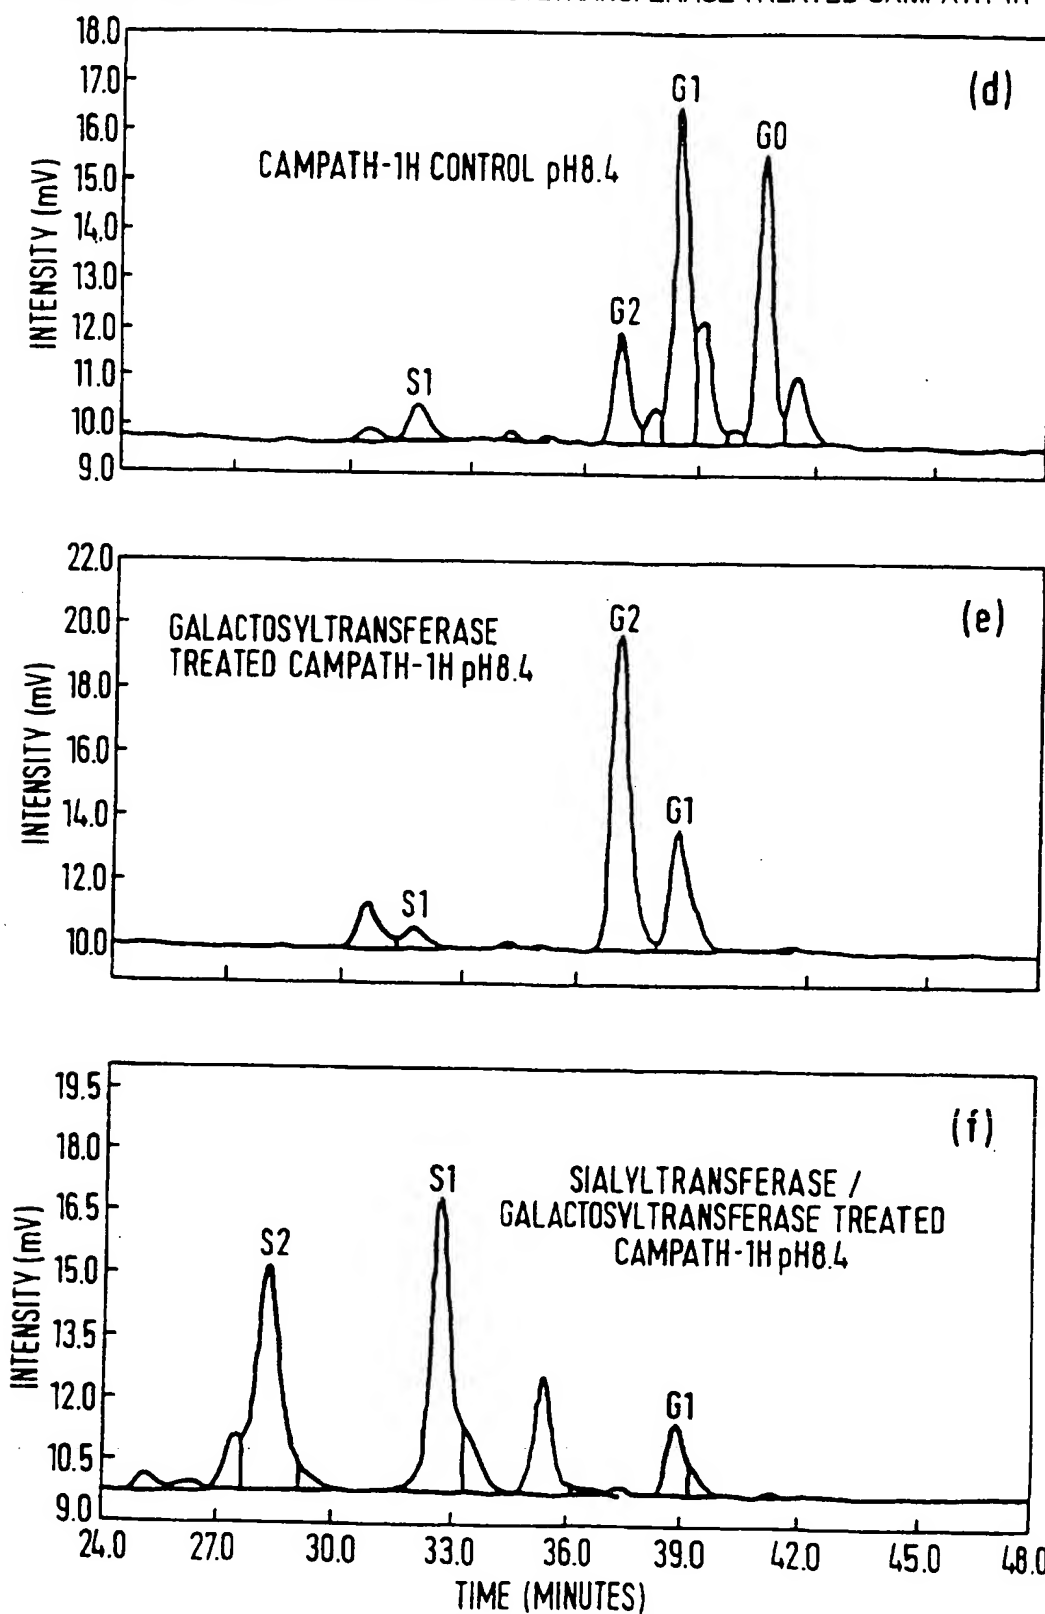 TREATED CAMPATH-1H
18.0
17.0
16.0
15.0
14.0
13.0
12.0
11.0
10.0
9.0
INTENSITY (mV)
(d)
CAMPATH-1H CONTROL pH8.4
S1
G2
G1
G0
22.0
20.0
18.0
16.0
14.0
12.0
10.0
INTENSITY (mV)
(e)
GALACTOSYLTRANSFERASE
TREATED CAMPATH-1H pH8.4
S1
G2
G1
19.5
18.0
16.5
15.0
13.5
12.0
10.5
9.0
INTENSITY (mV)
(f)
SIALYLTRANSFERASE /
GALACTOSYLTRANSFERASE TREATED
CAMPATH-1H pH8.4
S2
S1
G1
24.0 27.0 30.0 33.0 36.0 39.0 42.0 45.0 48.0
TIME (MINUTES)